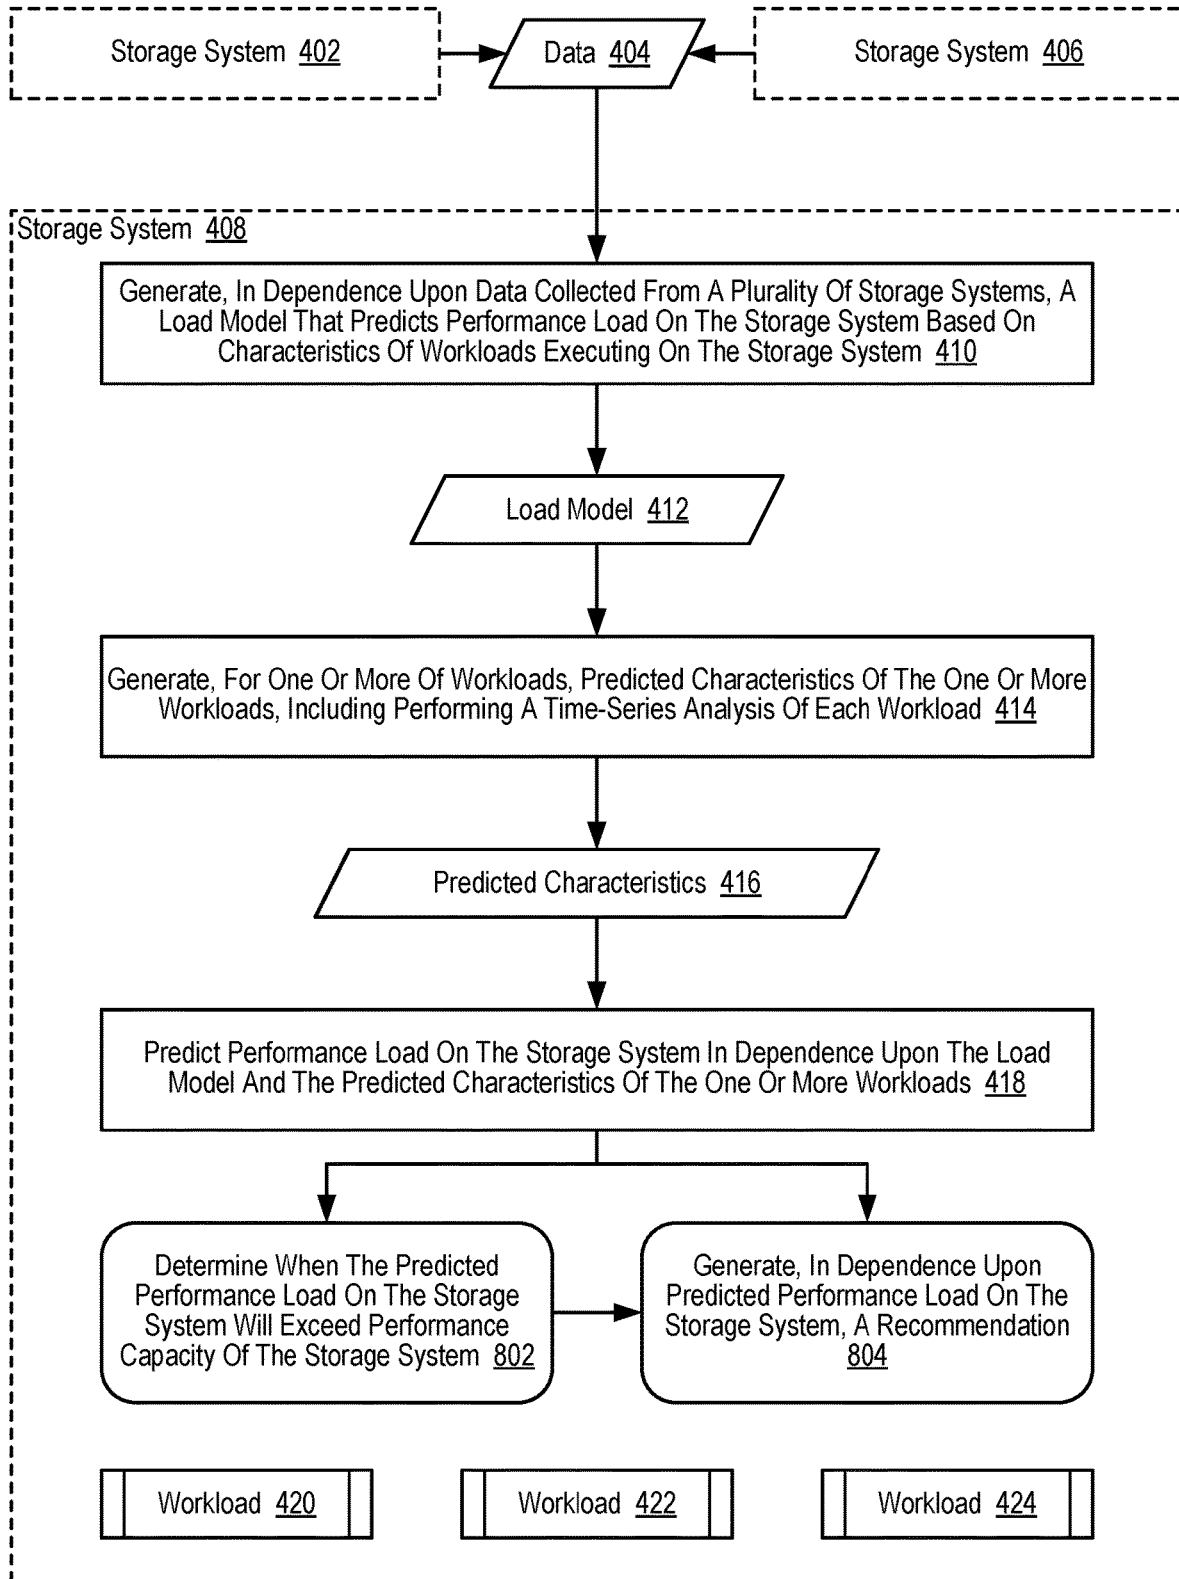 Storage System 402
Data 404
Storage System 406
Storage System 408
Generate, In Dependence Upon Data Collected From A Plurality Of Storage Systems, A
Load Model That Predicts Performance Load On The Storage System Based On
Characteristics Of Workloads Executing On The Storage System 410
Load Model 412
Generate, For One Or More Of Workloads, Predicted Characteristics Of The One Or More
Workloads, Including Performing A Time-Series Analysis Of Each Workload 414
Predicted Characteristics 416
Predict Performance Load On The Storage System In Dependence Upon The Load
Model And The Predicted Characteristics Of The One Or More Workloads 418
Determine When The Predicted
Performance Load On The Storage
System Will Exceed Performance
Capacity Of The Storage System 802
Generate, In Dependence Upon
Predicted Performance Load On The
Storage System, A Recommendation
804
Workload 420
Workload 422
Workload 424